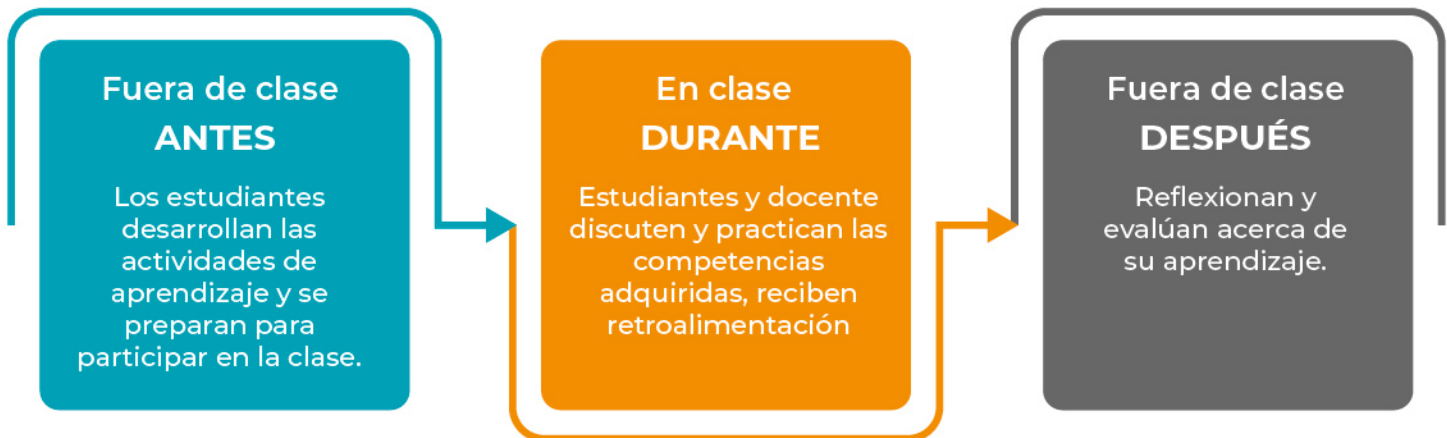 Fuera de clase
ANTES
Los estudiantes
desarrollan las
actividades de
aprendizaje y se
preparan para
participar en la clase.
En clase
DURANTE
Estudiantes y docente
discuten y practican las
competencias
adquiridas, reciben
retroalimentación
Fuera de clase
DESPUÉS
Reflexionan y
evalúan acerca de
su aprendizaje.